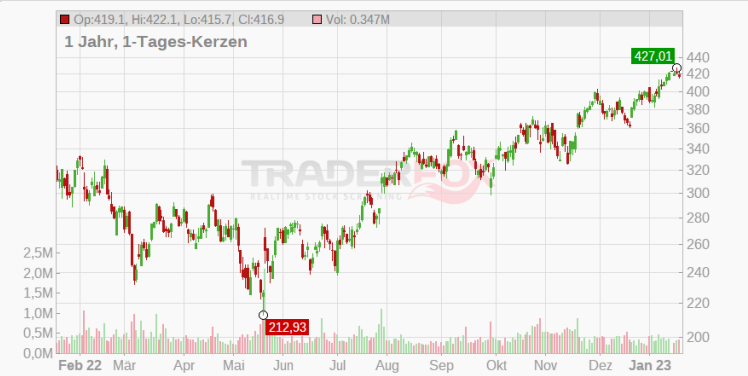 Op:419.1, Hi:422.1, Lo:415.7, Cl:416.9 Vol: 0.347M
1 Jahr, 1-Tages-Kerzen
427,01
440
420
400
380
360
340
320
300
280
260
240
220
200
TRADERFOX
REALTIME STOCK SCREENING
2,5M
2,0M
1,5M
1,0M
0,5M
0,0M
212,93
Feb 22 Mär Apr Mai Jun Jul Aug Sep Okt Nov Dez Jan 23